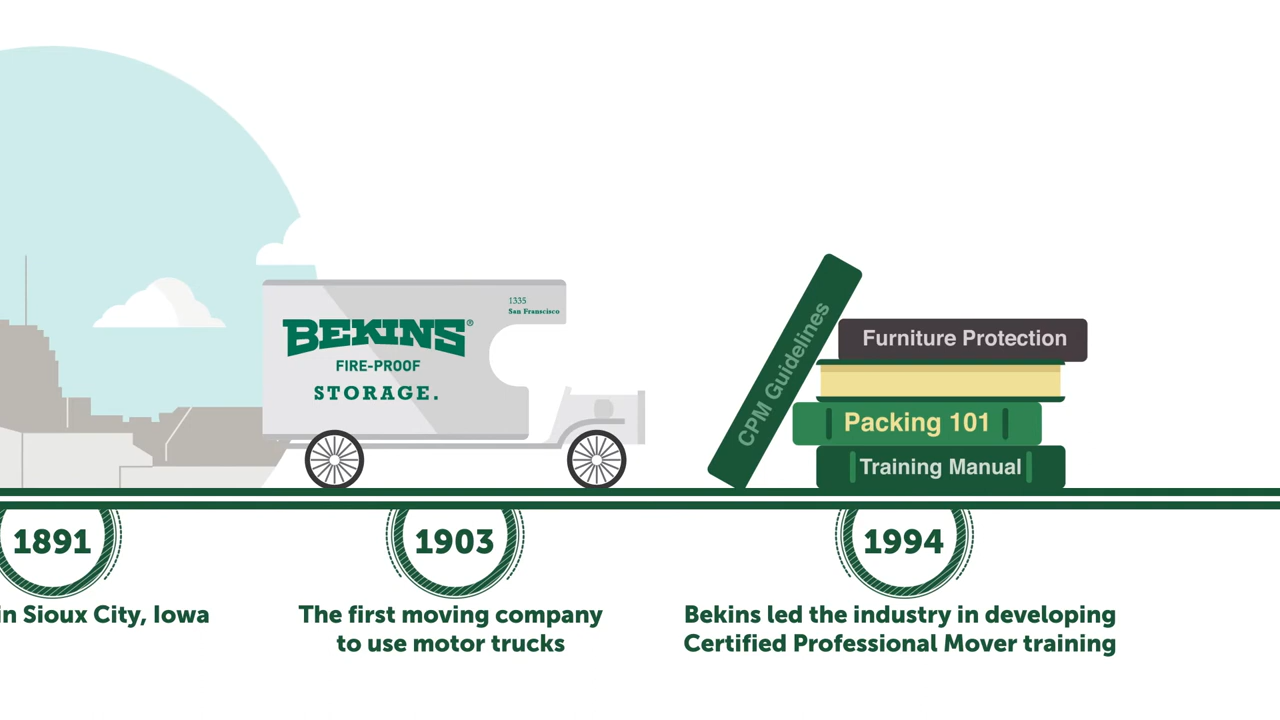 BEKINS®
FIRE-PROOF
STORAGE.
1335
San Franscisco
CPM Guidelines
Furniture Protection
Packing 101
Training Manual
1891
in Sioux City, Iowa
1903
The first moving company
to use motor trucks
1994
Bekins led the industry in developing
Certified Professional Mover training